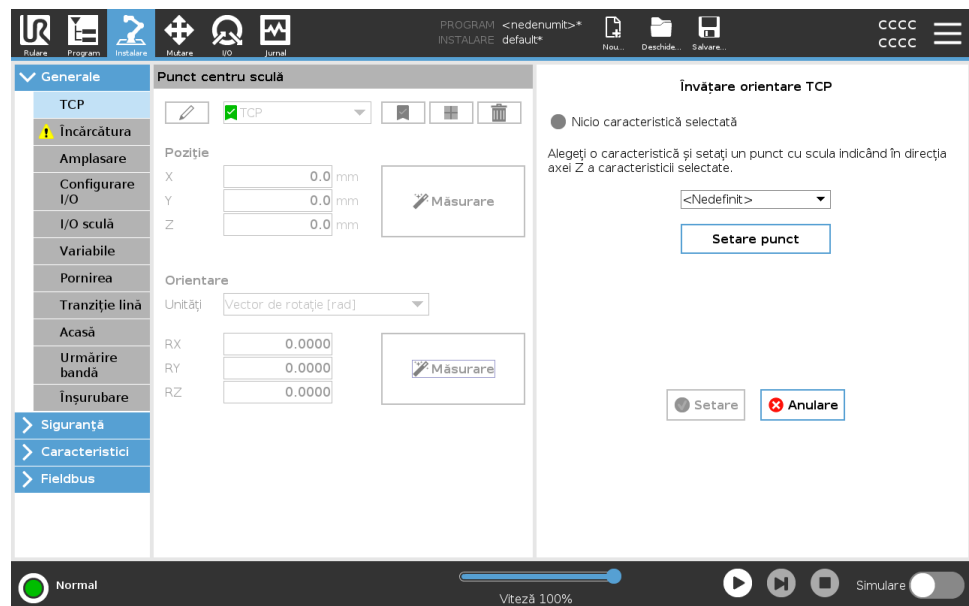 PROGRAM <nedenumit>*
INSTALARE default*
Rulare
Program
Instalare
Mutare
I/O
Jurnal
Nou...
Deschide...
Salvare...
CCCC
CCCC
Generale
TCP
Încărcătura
Amplasare
Configurare
I/O
I/O sculă
Variabile
Pornirea
Tranziție lină
Acasă
Urmărire
bandă
Înșurubare
Siguranță
Caracteristici
Fieldbus
Punct centru sculă
TCP
Poziție
X 0.0 mm
Y 0.0 mm
Z 0.0 mm
Măsurare
Orientare
Unități Vector de rotație [rad]
RX 0.0000
RY 0.0000
RZ 0.0000
Măsurare
Învățare orientare TCP
Nicio caracteristică selectată
Alegeți o caracteristică și setați un punct cu scula indicând în direcția
axei Z a caracteristicii selectate.
<Nedefinit>
Setare punct
Setare
Anulare
Normal
Viteză 100%
Simulare